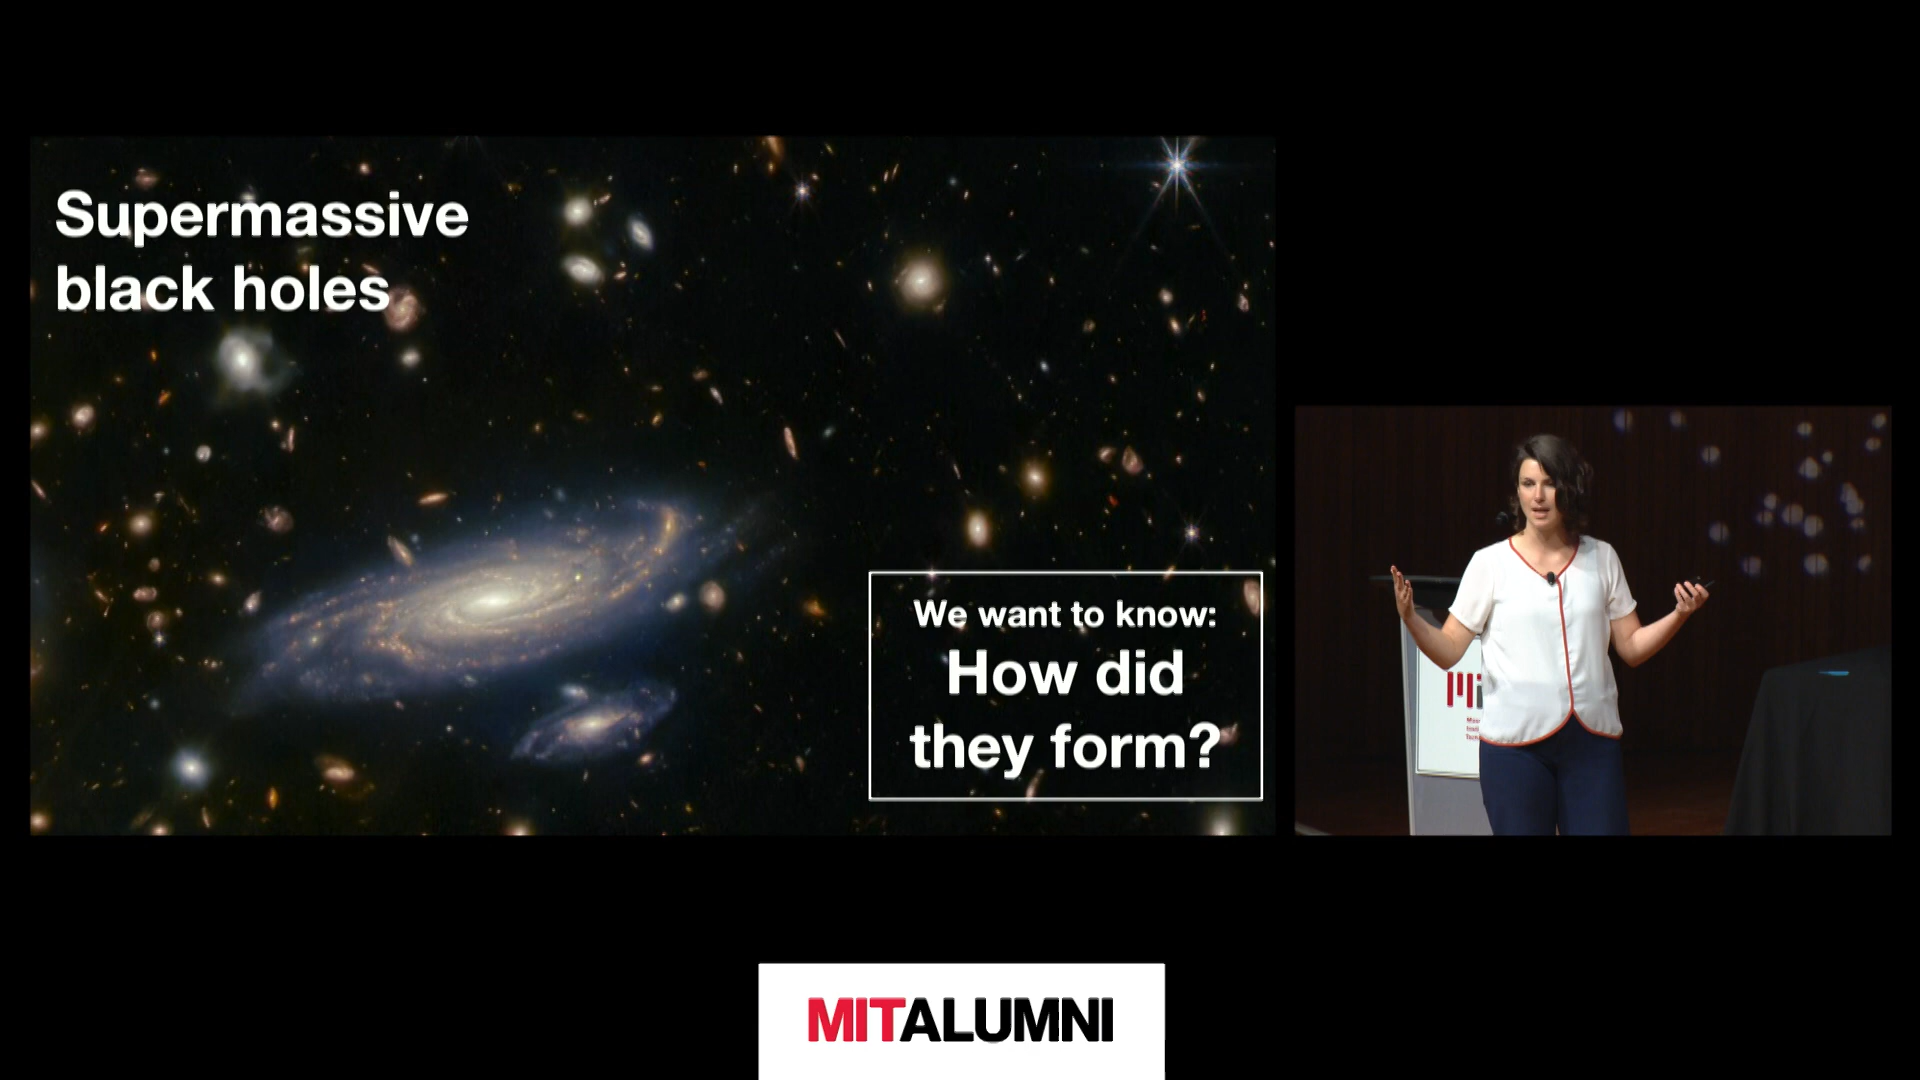 Supermassive
black holes
We want to know:
How did
they form?
MITALUMNI